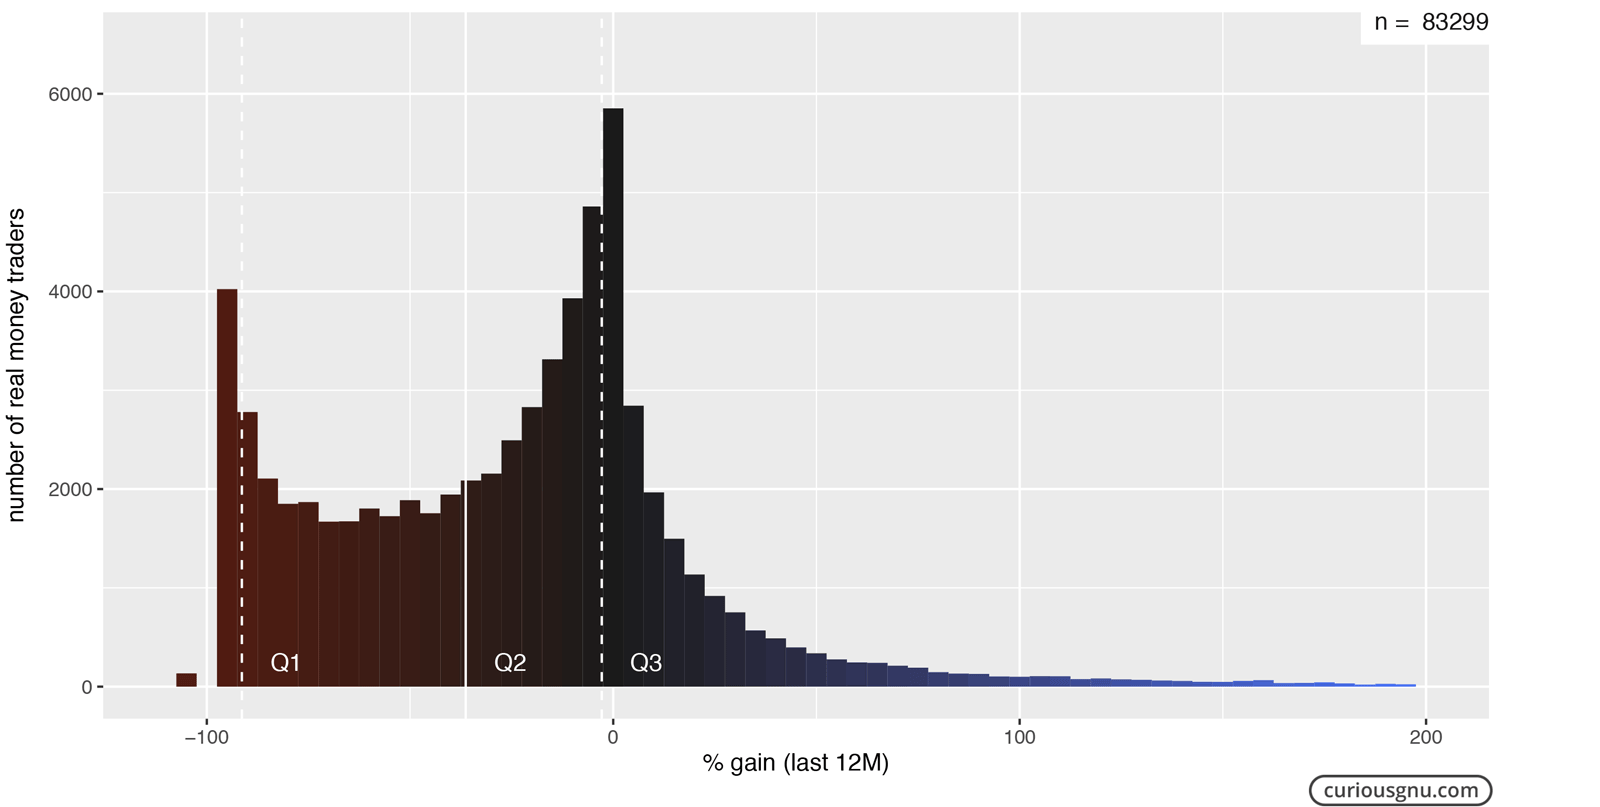 n =  83299
6000
4000
2000
0
number of real money traders
Q1
Q2
Q3
−100
0
100
200
% gain (last 12M)
curiousgnu.com